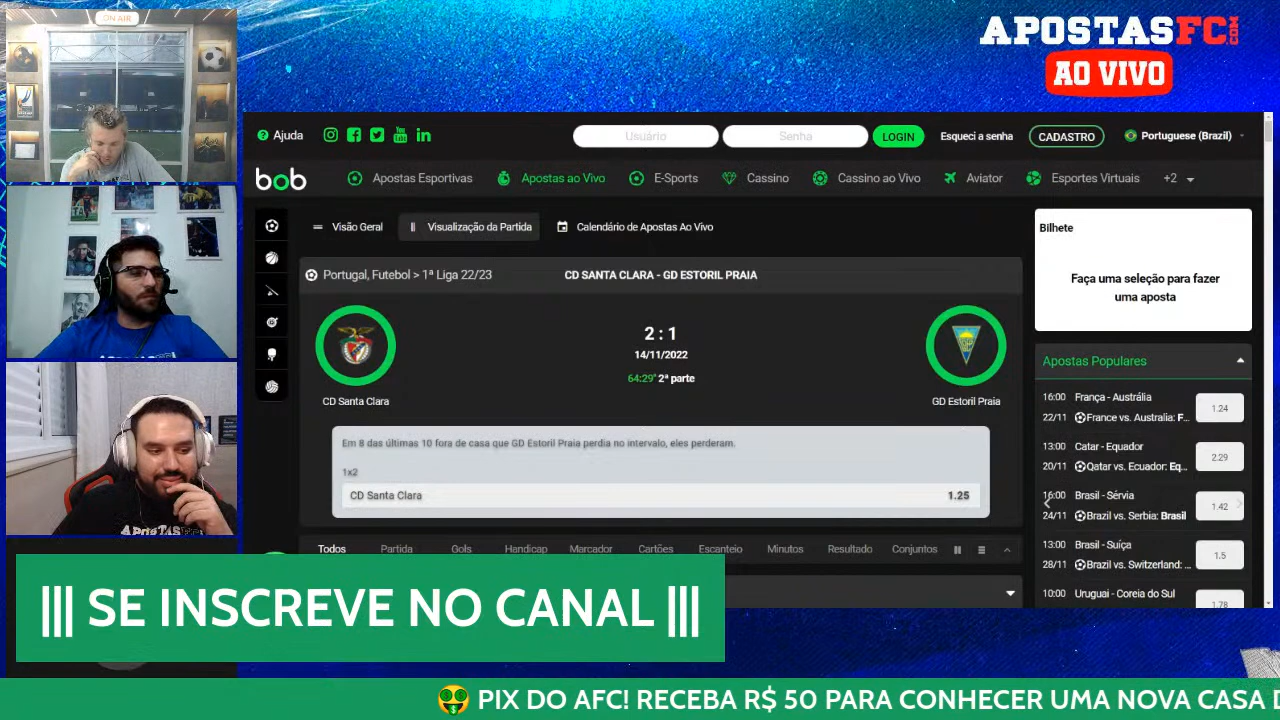 ON AIR
APOSTASFC.COM
AO VIVO
Ajuda
You Tube
Usuário
Senha
LOGIN
Esqueci a senha
CADASTRO
Portuguese (Brazil)
bob
Apostas Esportivas
Apostas ao Vivo
E-Sports
Cassino
Cassino ao Vivo
Aviator
Esportes Virtuais
+2
Visão Geral
Visualização da Partida
Calendário de Apostas Ao Vivo
Portugal, Futebol > 1ª Liga 22/23
CD SANTA CLARA - GD ESTORIL PRAIA
2 : 1
14/11/2022
64:29" 2ª parte
CD Santa Clara
GD Estoril Praia
Em 8 das últimas 10 fora de casa que GD Estoril Praia perdia no intervalo, eles perderam.
1x2
CD Santa Clara 1.25
Todos
Partida
Gols
Handicap
Marcador
Cartões
Escanteio
Minutos
Resultado
Conjuntos
Bilhete
Faça uma seleção para fazer
uma aposta
Apostas Populares
16:00 França - Austrália
22/11 France vs. Australia: F... 1.24
13:00 Catar - Equador
20/11 Qatar vs. Ecuador: Eq... 2.29
16:00 Brasil - Sérvia
24/11 Brazil vs. Serbia: Brasil 1.42
13:00 Brasil - Suíça
28/11 Brazil vs. Switzerland: ... 1.5
10:00 Uruguai - Coreia do Sul
1.78
APOSTASFC
||| SE INSCREVE NO CANAL |||
PIX DO AFC! RECEBA R$ 50 PARA CONHECER UMA NOVA CASA